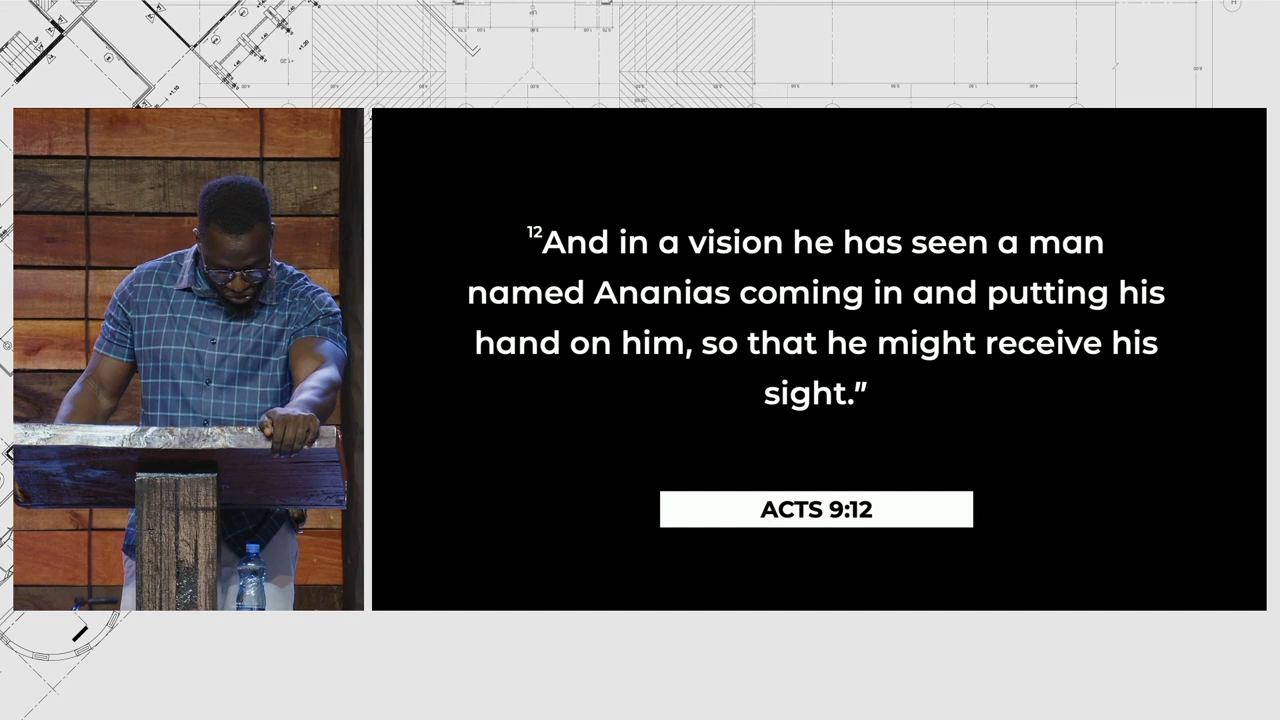 ¹²And in a vision he has seen a man
named Ananias coming in and putting his
hand on him, so that he might receive his
sight.”
ACTS 9:12